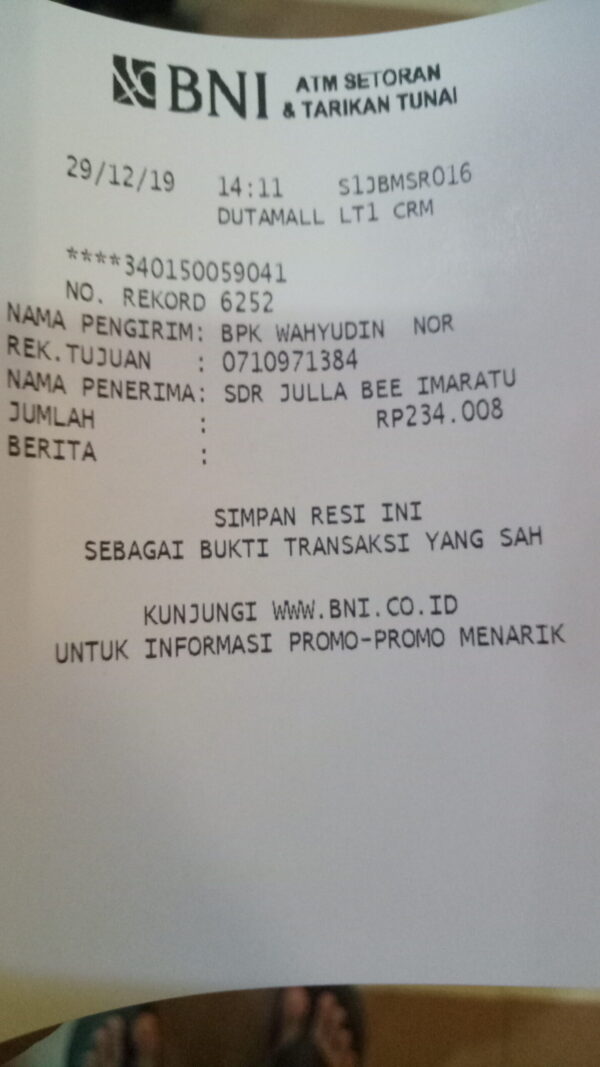 BNI ATM SETORAN
& TARIKAN TUNAI
29/12/19 14:11 S1JBMSR016
DUTAMALL LT1 CRM
****340150059041
NO. REKORD 6252
NAMA PENGIRIM: BPK WAHYUDIN NOR
REK.TUJUAN : 0710971384
NAMA PENERIMA: SDR JULLA BEE IMARATU
JUMLAH : RP234.008
BERITA :
SIMPAN RESI INI
SEBAGAI BUKTI TRANSAKSI YANG SAH
KUNJUNGI WWW.BNI.CO.ID
UNTUK INFORMASI PROMO-PROMO MENARIK